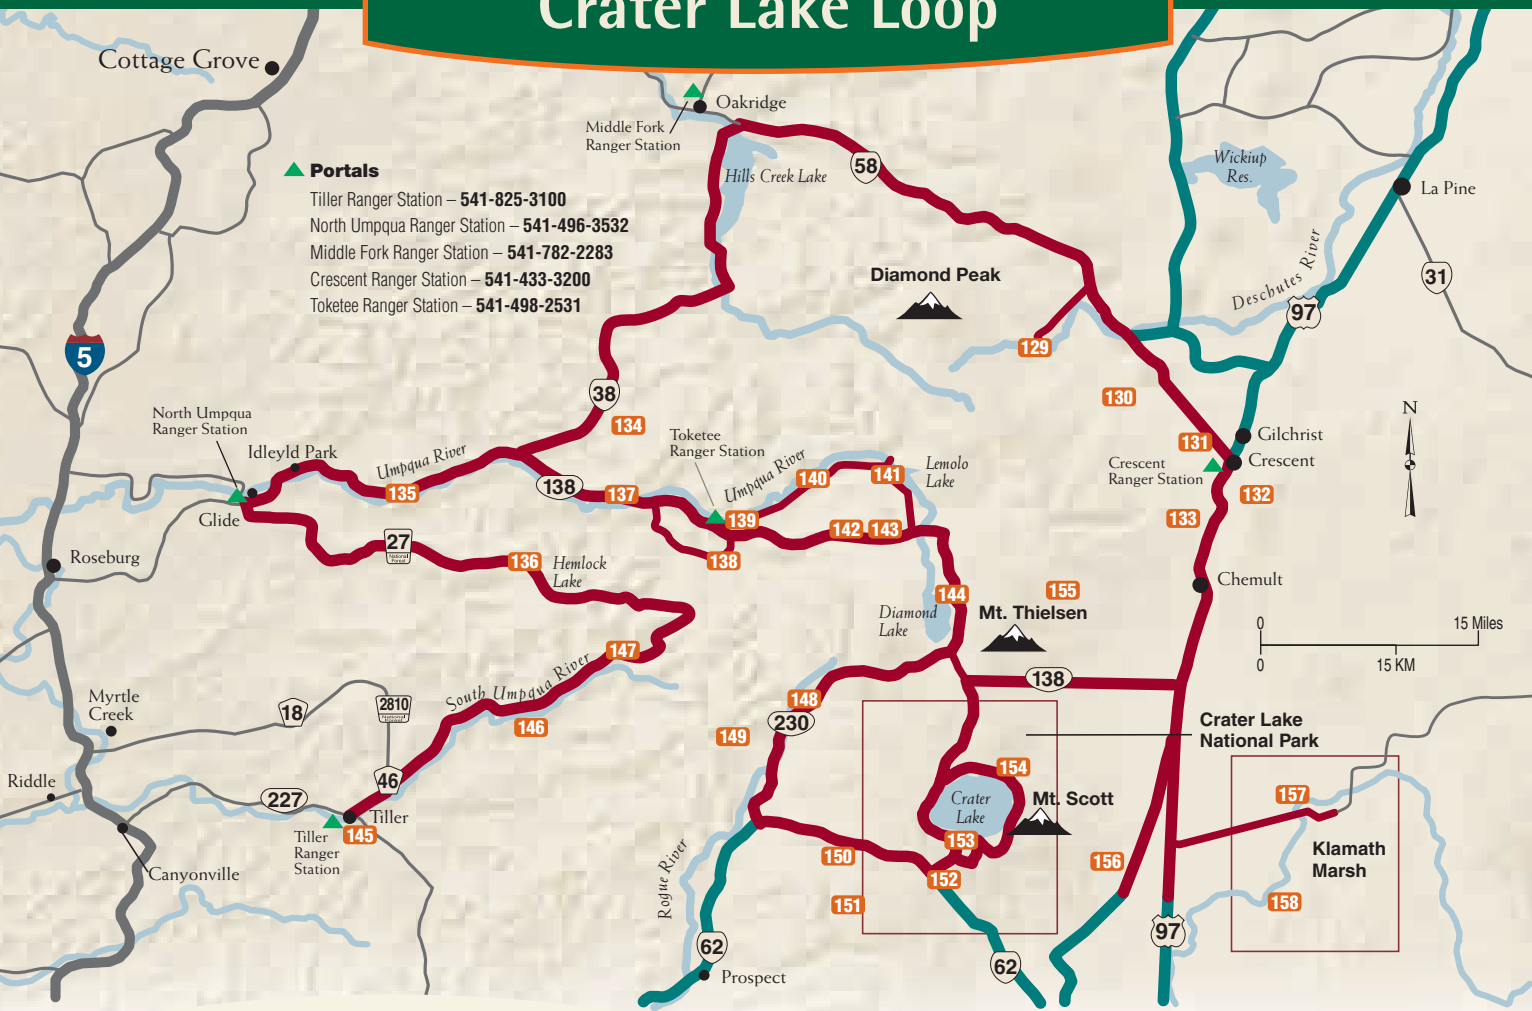 Crater Lake Loop
Cottage Grove
Oakridge
Middle Fork
Ranger Station
Portals
Tiller Ranger Station – 541-825-3100
North Umpqua Ranger Station – 541-496-3532
Middle Fork Ranger Station – 541-782-2283
Crescent Ranger Station – 541-433-3200
Toketee Ranger Station – 541-498-2531
Hills Creek Lake
58
Wickiup
Res.
La Pine
31
Deschutes River
97
Diamond Peak
129
5
38
130
134
North Umpqua
Ranger Station
Idleyld Park
Umpqua River
135
138
137
Toketee
Ranger Station
Umpqua River
139
140
141
Lemolo
Lake
142
143
138
131
Gilchrist
Crescent
Crescent
Ranger Station
132
133
N
Glide
27
National
Forest
136
Hemlock
Lake
Roseburg
Chemult
144
155
Diamond
Lake
Mt. Thielsen
0
15 Miles
0
15 KM
147
South Umpqua River
146
138
148
230
149
Myrtle
Creek
18
2810
National
Forest
Crater Lake
National Park
46
Riddle
227
Tiller
Tiller
Ranger
Station
145
154
Crater
Lake
Mt. Scott
153
157
Klamath
Marsh
158
156
150
152
151
Canyonville
Rogue River
62
Prospect
62
97